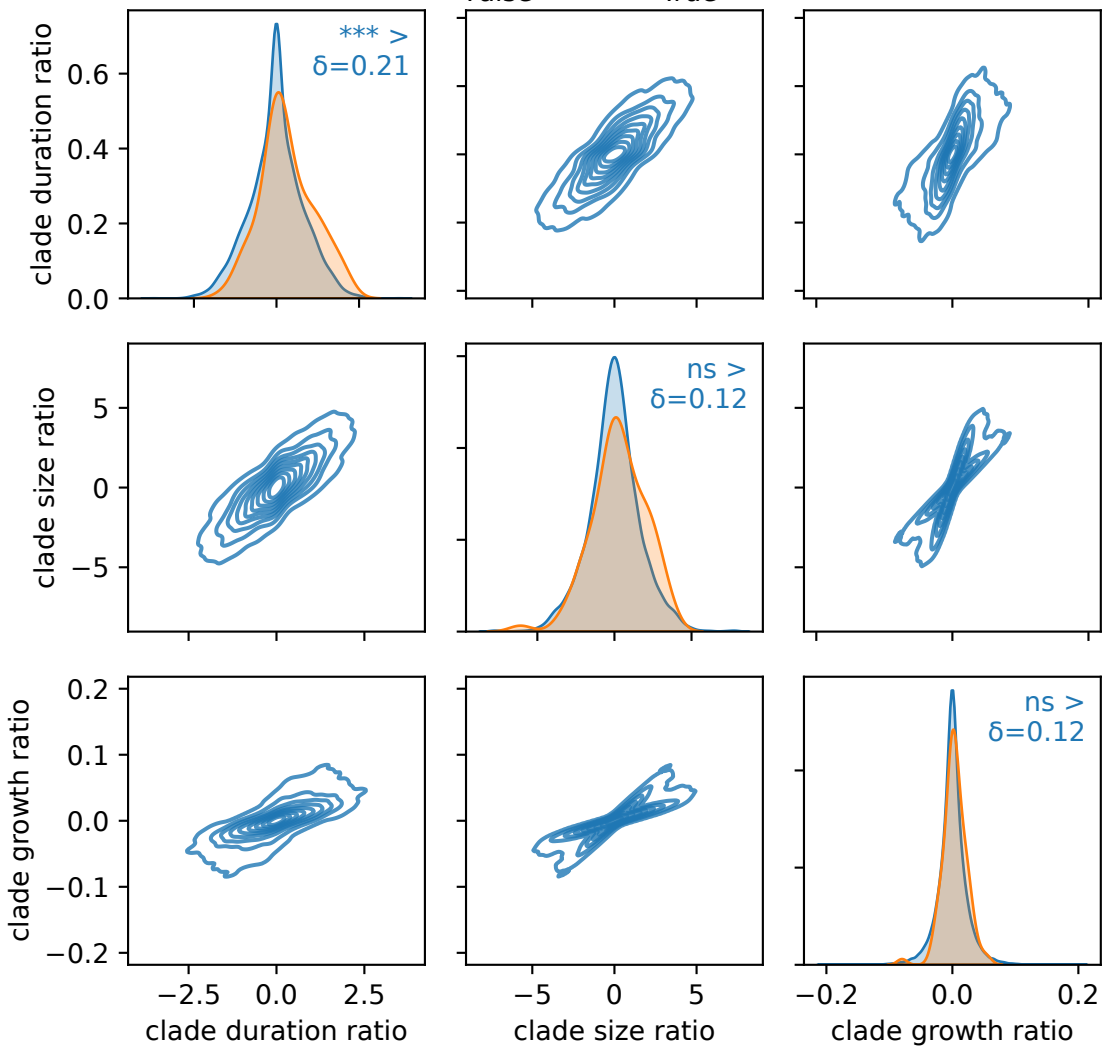 *** >
δ=0.21
clade duration ratio
0.6
0.4
0.2
0.0
ns >
δ=0.12
clade size ratio
5
0
−5
ns >
δ=0.12
clade growth ratio
0.2
0.1
0.0
−0.1
−0.2
−2.5 0.0 2.5
−5 0 5
−0.2 0.0 0.2
clade duration ratio
clade size ratio
clade growth ratio